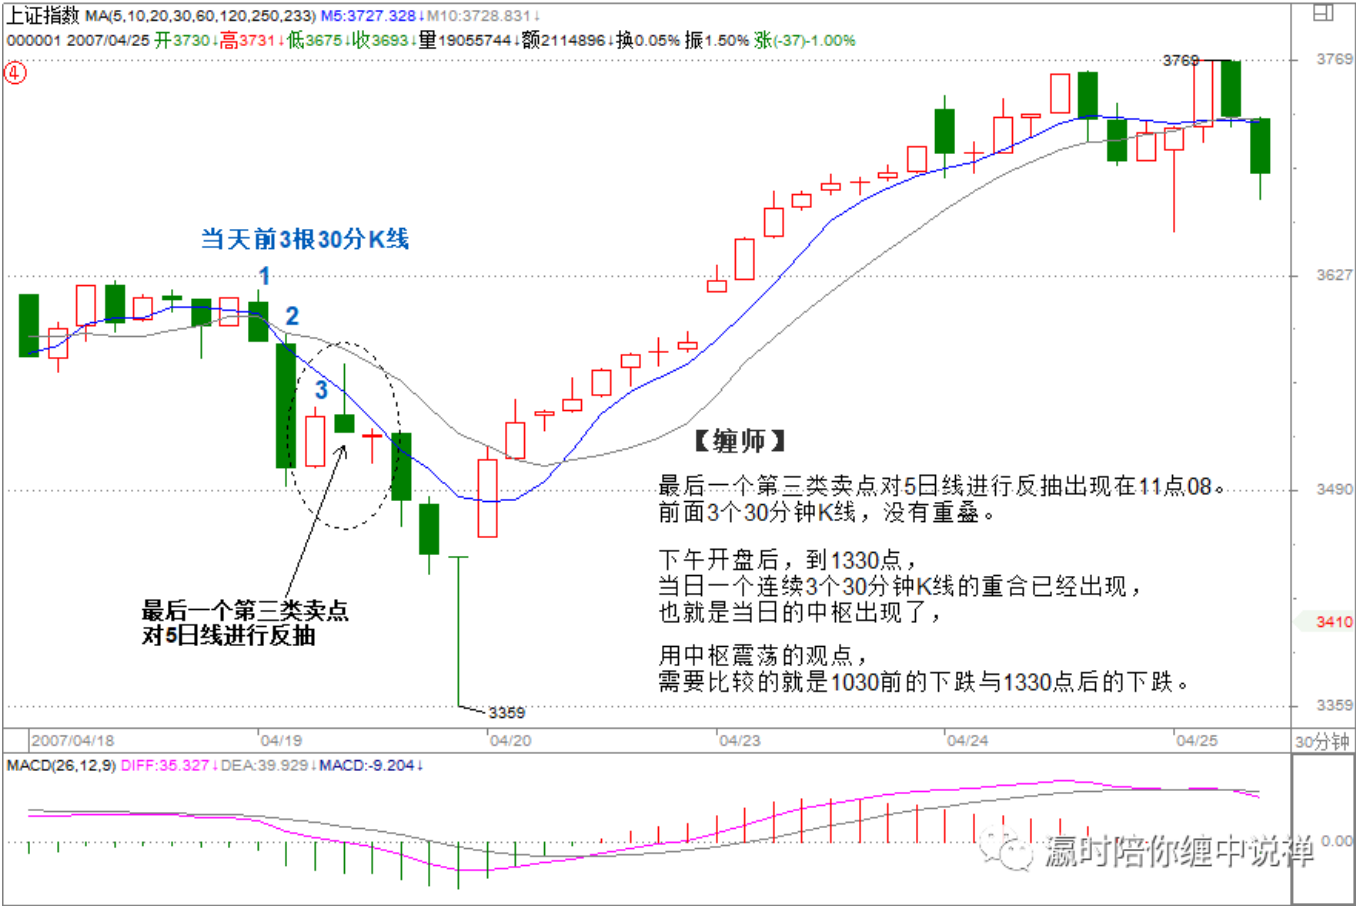 上证指数 MA(5,10,20,30,60,120,250,233) M5:3727.328↓M10:3728.831↓
000001 2007/04/25 开3730↓高3731↓低3675↓收3693↓量19055744↓额2114896↓换0.05% 振1.50% 涨(-37)-1.00%
④
3769
3769
当天前3根30分K线
1
3627
2
3
【缠师】
最后一个第三类卖点对5日线进行反抽出现在11点08。
3490
前面3个30分钟K线，没有重叠。
下午开盘后，到1330点，
当日一个连续3个30分钟K线的重合已经出现，
最后一个第三类卖点
也就是当日的中枢出现了，
3410
对5日线进行反抽
用中枢震荡的观点，
需要比较的就是1030前的下跌与1330点后的下跌。
3359
3359
2007/04/18 04/19 04/20 04/23 04/24 04/25 30分钟
MACD(26,12,9) DIFF:35.327↓DEA:39.929↓MACD:-9.204↓
0.00
瀛时陪你缠中说禅